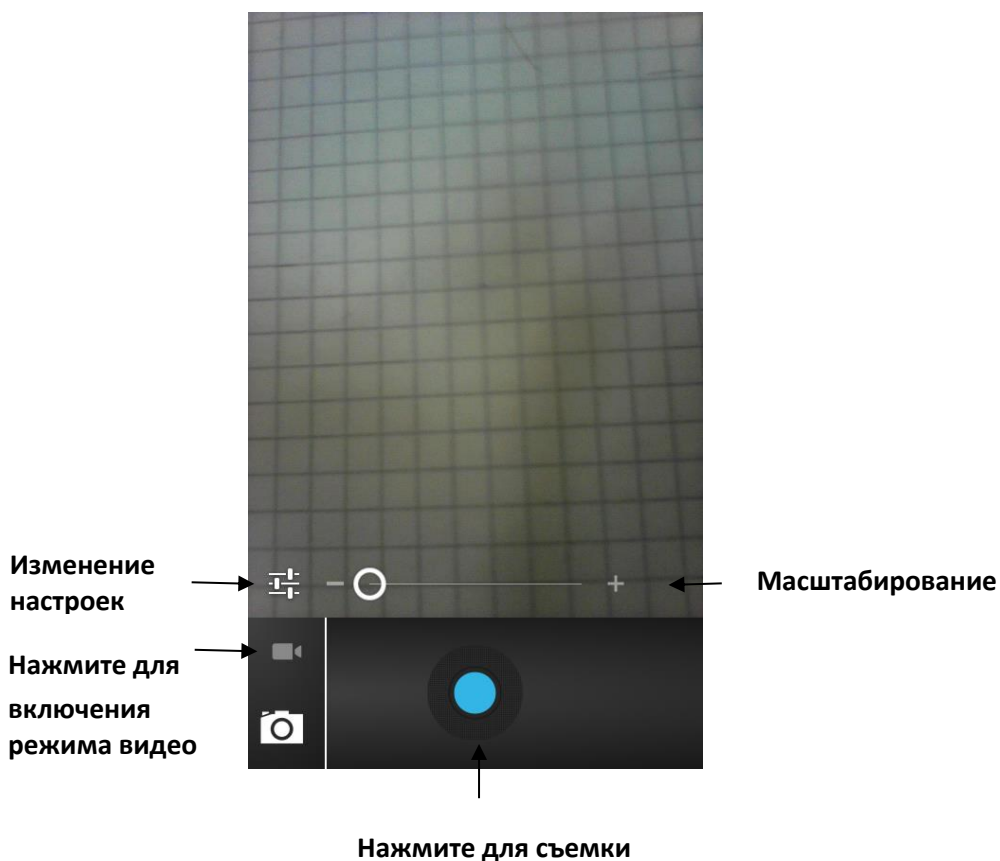 Изменение
настроек
Масштабирование
Нажмите для
включения
режима видео
Нажмите для съемки